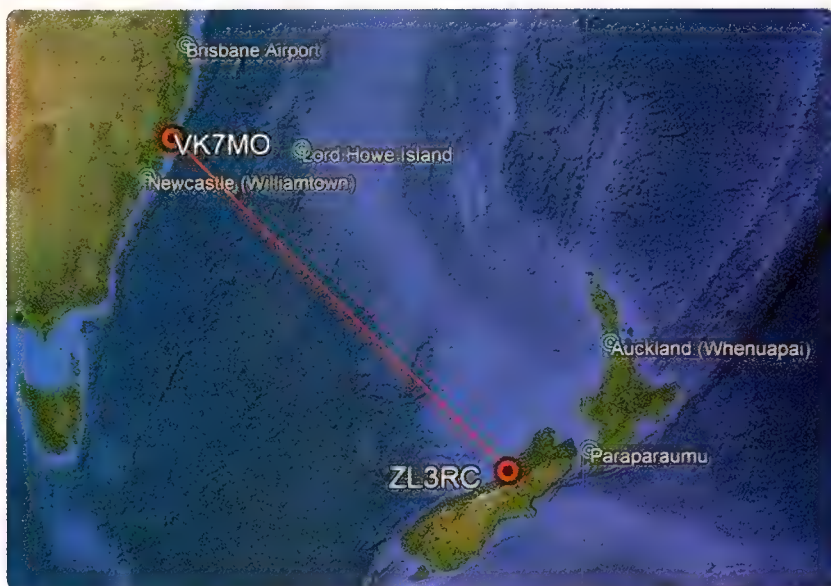 Brisbane Airport
VK7MO
Lord Howe Island
Newcastle (Williamtown)
Auckland (Whenuapai)
Paraparaumu
ZL3RC